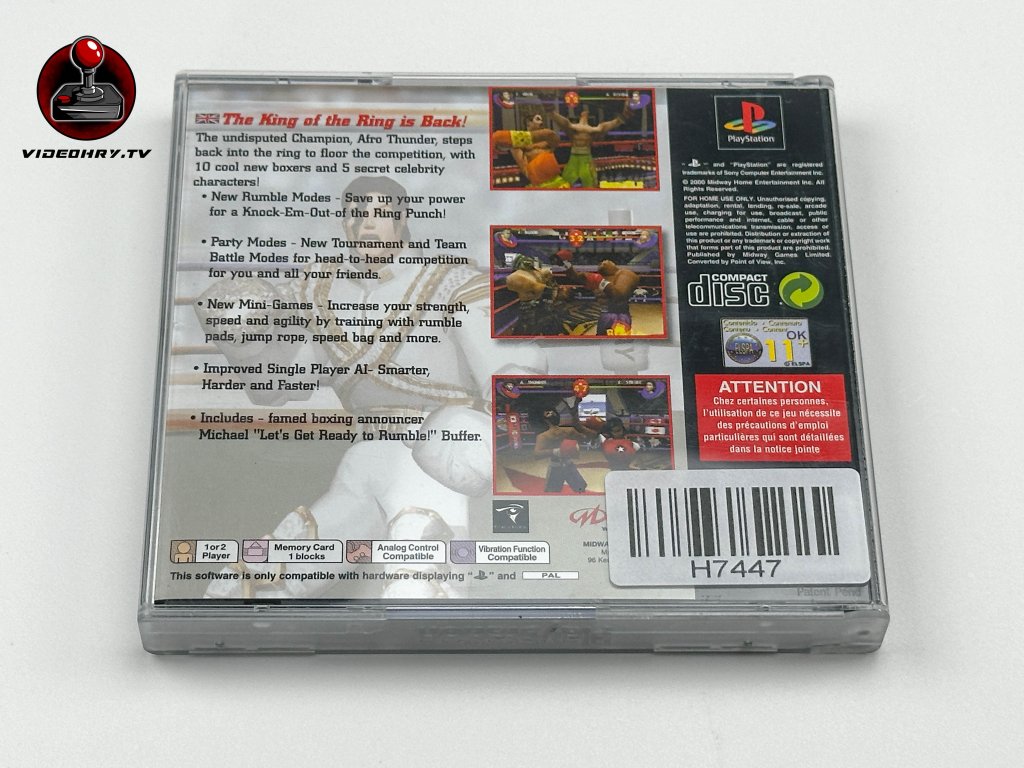 VIDEOHRY.TV
The King of the Ring is Back!
The undisputed Champion, Afro Thunder, steps
back into the ring to floor the competition, with
10 cool new boxers and 5 secret celebrity
characters!
• New Rumble Modes - Save up your power
for a Knock-Em-Out-of the Ring Punch!
• Party Modes - New Tournament and Team
Battle Modes for head-to-head competition
for you and all your friends.
• New Mini-Games - Increase your strength,
speed and agility by training with rumble
pads, jump rope, speed bag and more.
• Improved Single Player AI- Smarter,
Harder and Faster!
• Includes - famed boxing announcer
Michael "Let's Get Ready to Rumble!" Buffer.
1 or 2
Player
Memory Card
1 blocks
Analog Control
Compatible
Vibration Function
Compatible
This software is only compatible with hardware displaying " " and PAL
PlayStation
" " and "PlayStation" are registered
trademarks of Sony Computer Entertainment Inc.
© 2000 Midway Home Entertainment Inc. All
Rights Reserved.
FOR HOME USE ONLY. Unauthorised copying,
adaptation, rental, lending, re-sale, arcade
use, charging for use, broadcast, public
performance and internet, cable or other
telecommunications transmission, access or
use are prohibited. Distribution or extraction of
this product or any trademark or copyright work
that forms part of this product are prohibited.
Published by Midway Games Limited.
Converted by Point of View, Inc.
COMPACT
disc
Contenido - Contenuto
ELSPA
11+
OK
© ELSPA
ATTENTION
Chez certaines personnes,
l'utilisation de ce jeu nécessite
des précautions d'emploi
particulières qui sont détaillées
dans la notice jointe
MIDWAY
96 Ke
H7447
Patent Pend